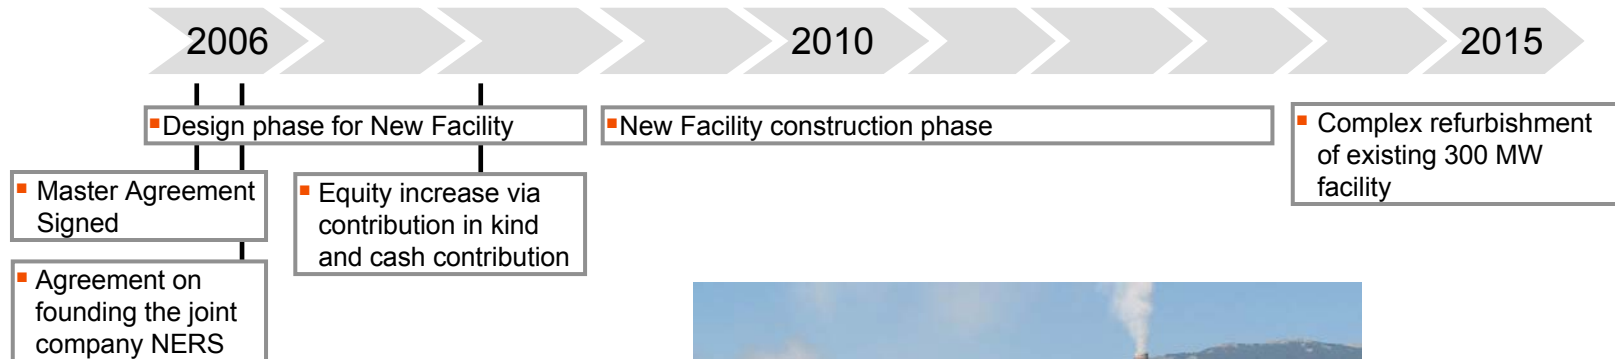 2006 2010 2015
▪Design phase for New Facility
▪New Facility construction phase
▪ Complex refurbishment
of existing 300 MW
facility
▪ Master Agreement
Signed
▪ Equity increase via
contribution in kind
and cash contribution
▪ Agreement on
founding the joint
company NERS